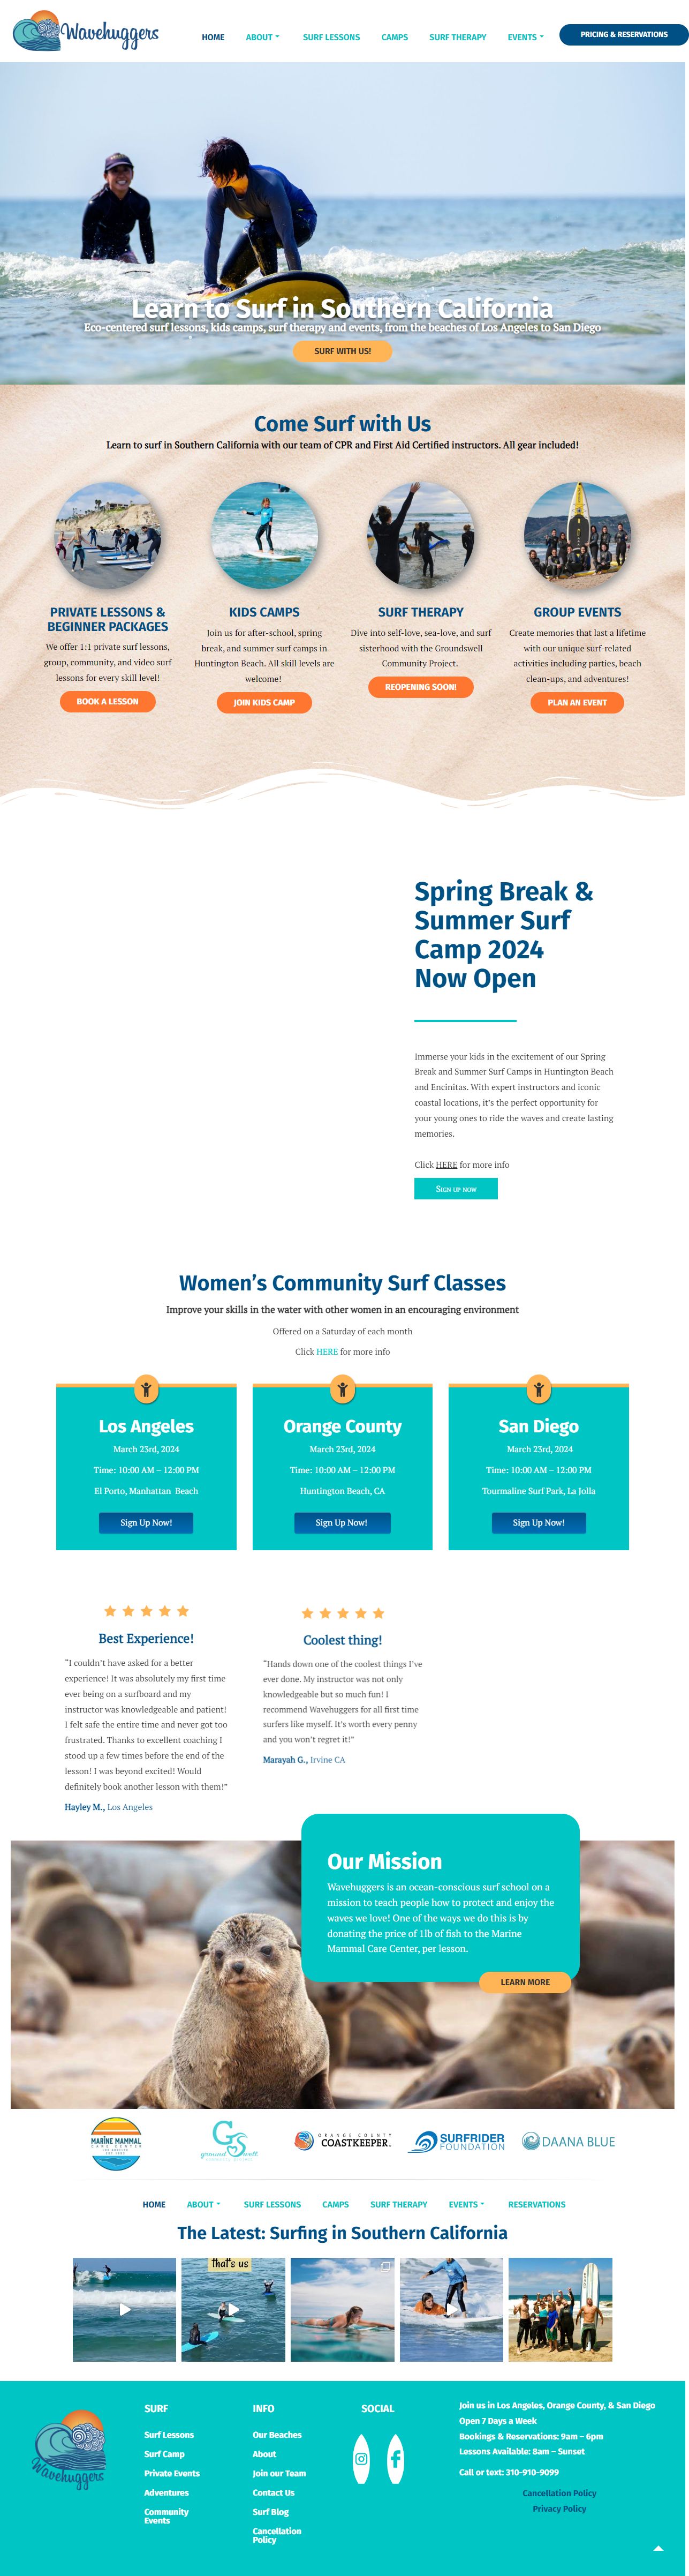 Wavehuggers
HOME
ABOUT
SURF LESSONS
CAMPS
SURF THERAPY
EVENTS
PRICING & RESERVATIONS
Learn to Surf in Southern California
Eco-centered surf lessons, kids camps, surf therapy and events, from the beaches of Los Angeles to San Diego
SURF WITH US!
Come Surf with Us
Learn to surf in Southern California with our team of CPR and First Aid Certified instructors. All gear included!
PRIVATE LESSONS &
BEGINNER PACKAGES
We offer 1:1 private surf lessons,
group, community, and video surf
lessons for every skill level!
BOOK A LESSON
KIDS CAMPS
Join us for after-school, spring
break, and summer surf camps in
Huntington Beach. All skill levels are
welcome!
JOIN KIDS CAMP
SURF THERAPY
Dive into self-love, sea-love, and surf
sisterhood with the Groundswell
Community Project.
REOPENING SOON!
GROUP EVENTS
Create memories that last a lifetime
with our unique surf-related
activities including parties, beach
clean-ups, and adventures!
PLAN AN EVENT
Spring Break &
Summer Surf
Camp 2024
Now Open
Immerse your kids in the excitement of our Spring
Break and Summer Surf Camps in Huntington Beach
and Encinitas. With expert instructors and iconic
coastal locations, it's the perfect opportunity for
your young ones to ride the waves and create lasting
memories.
Click HERE for more info
Sign up now
Women's Community Surf Classes
Improve your skills in the water with other women in an encouraging environment
Offered on a Saturday of each month
Click HERE for more info
Los Angeles
March 23rd, 2024
Time: 10:00 AM – 12:00 PM
El Porto, Manhattan Beach
Sign Up Now!
Orange County
March 23rd, 2024
Time: 10:00 AM – 12:00 PM
Huntington Beach, CA
Sign Up Now!
San Diego
March 23rd, 2024
Time: 10:00 AM – 12:00 PM
Tourmaline Surf Park, La Jolla
Sign Up Now!
Best Experience!
"I couldn't have asked for a better
experience! It was absolutely my first time
ever being on a surfboard and my
instructor was knowledgeable and patient!
I felt safe the entire time and never got too
frustrated. Thanks to excellent coaching I
stood up a few times before the end of the
lesson! I was beyond excited! Would
definitely book another lesson with them!"
Hayley M., Los Angeles
Coolest thing!
"Hands down one of the coolest things I've
ever done. My instructor was not only
knowledgeable but so much fun! I
recommend Wavehuggers for all first time
surfers like myself. It's worth every penny
and you won't regret it!"
Marayah G., Irvine CA
Our Mission
Wavehuggers is an ocean-conscious surf school on a
mission to teach people how to protect and enjoy the
waves we love! One of the ways we do this is by
donating the price of 1lb of fish to the Marine
Mammal Care Center, per lesson.
LEARN MORE
MARINE MAMMAL
CARE CENTER
GS
groundswell
ORANGE COUNTY
COASTKEEPER
SURFRIDER
FOUNDATION
DAANA BLUE
HOME
ABOUT
SURF LESSONS
CAMPS
SURF THERAPY
EVENTS
RESERVATIONS
The Latest: Surfing in Southern California
that's us
Wavehuggers
SURF
Surf Lessons
Surf Camp
Private Events
Adventures
Community
Events
INFO
Our Beaches
About
Join our Team
Contact Us
Surf Blog
Cancellation
Policy
SOCIAL
Join us in Los Angeles, Orange County, & San Diego
Open 7 Days a Week
Bookings & Reservations: 9am – 6pm
Lessons Available: 8am – Sunset
Call or text: 310-910-9099
Cancellation Policy
Privacy Policy